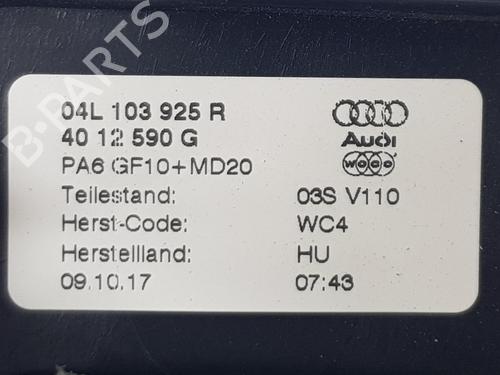 04L 103 925 R
40 12 590 G
Audi
PA6 GF10+MD20
woco
Teilestand: 03S V110
Herst-Code: WC4
Herstellland: HU
09.10.17 07:43
B-PARTS